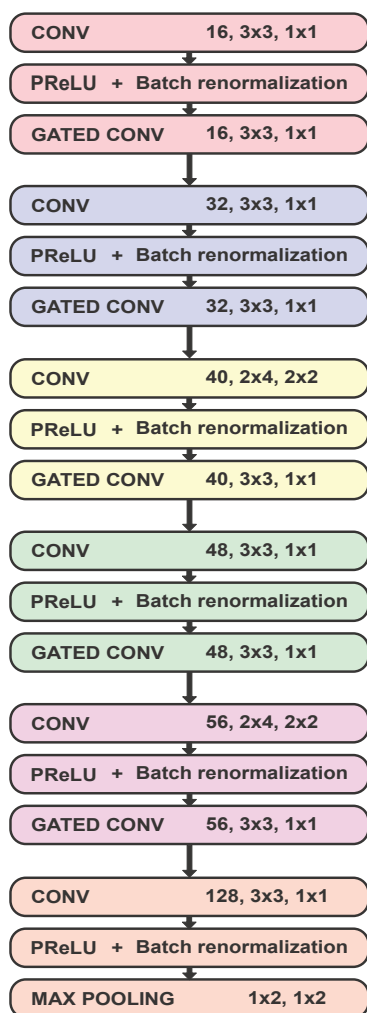 CONV 16, 3x3, 1x1
PReLU + Batch renormalization
GATED CONV 16, 3x3, 1x1
CONV 32, 3x3, 1x1
PReLU + Batch renormalization
GATED CONV 32, 3x3, 1x1
CONV 40, 2x4, 2x2
PReLU + Batch renormalization
GATED CONV 40, 3x3, 1x1
CONV 48, 3x3, 1x1
PReLU + Batch renormalization
GATED CONV 48, 3x3, 1x1
CONV 56, 2x4, 2x2
PReLU + Batch renormalization
GATED CONV 56, 3x3, 1x1
CONV 128, 3x3, 1x1
PReLU + Batch renormalization
MAX POOLING 1x2, 1x2